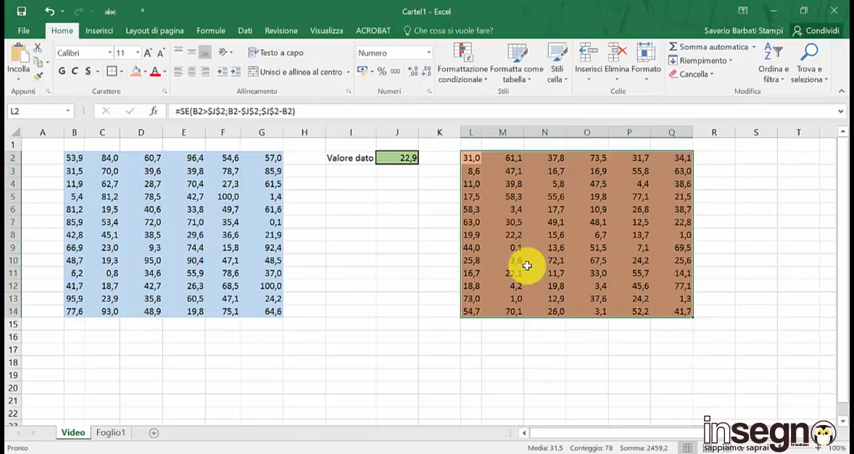 Cartel1 - Excel
File Home Inserisci Layout di pagina Formule Dati Revisione Visualizza ACROBAT Che si vuole fare? Saverio Barbati Stampi Condividi
Incolla
Calibri 11
G C S
Testo a capo
Unisci e allinea al centro
Numero
% 000
Formattazione condizionale
Formatta come tabella
Stili cella
Inserisci Elimina Formato
Somma automatica
Riempimento
Cancella
Ordina e filtra
Trova e seleziona
Appunti Carattere Allineamento Numeri Stili Celle Modifica
L2 fx =SE(B2>$J$2;B2-$J$2;$J$2-B2)
A B C D E F G H I J K L M N O P Q R S T
1
2 53,9 84,0 60,7 96,4 54,6 57,0 Valore dato 22,9 31,0 61,1 37,8 73,5 31,7 34,1
3 31,5 70,0 39,6 39,8 78,7 85,9 8,6 47,1 16,7 16,9 55,8 63,0
4 11,9 62,7 28,7 70,4 27,3 61,5 11,0 39,8 5,8 47,5 4,4 38,6
5 5,4 81,2 78,5 42,7 100,0 1,4 17,5 58,3 55,6 19,8 77,1 21,5
6 81,2 19,5 40,6 33,8 49,7 61,6 58,3 3,4 17,7 10,9 26,8 38,7
7 85,9 53,4 72,0 71,0 35,4 0,1 63,0 30,5 49,1 48,1 12,5 22,8
8 42,8 45,1 38,5 29,6 36,6 21,9 19,9 22,2 15,6 6,7 13,7 1,0
9 66,9 23,0 9,3 74,4 15,8 92,4 44,0 0,1 13,6 51,5 7,1 69,5
10 48,7 19,3 95,0 90,4 47,1 48,5 25,8 3,6 72,1 67,5 24,2 25,6
11 6,2 0,8 34,6 55,9 78,6 37,0 16,7 22,1 11,7 33,0 55,7 14,1
12 41,7 18,7 42,7 26,3 68,5 100,0 18,8 4,2 19,8 3,4 45,6 77,1
13 95,9 23,9 35,8 60,5 47,1 24,2 73,0 1,0 12,9 37,6 24,2 1,3
14 77,6 93,0 48,9 19,8 75,1 64,6 54,7 70,1 26,0 3,1 52,2 41,7
15
16
17
18
19
20
21
22
23
Video Foglio1
insegno
sappiamo, saprai
Pronto Media: 31,5 Conteggio: 78 Somma: 2459,2 100%